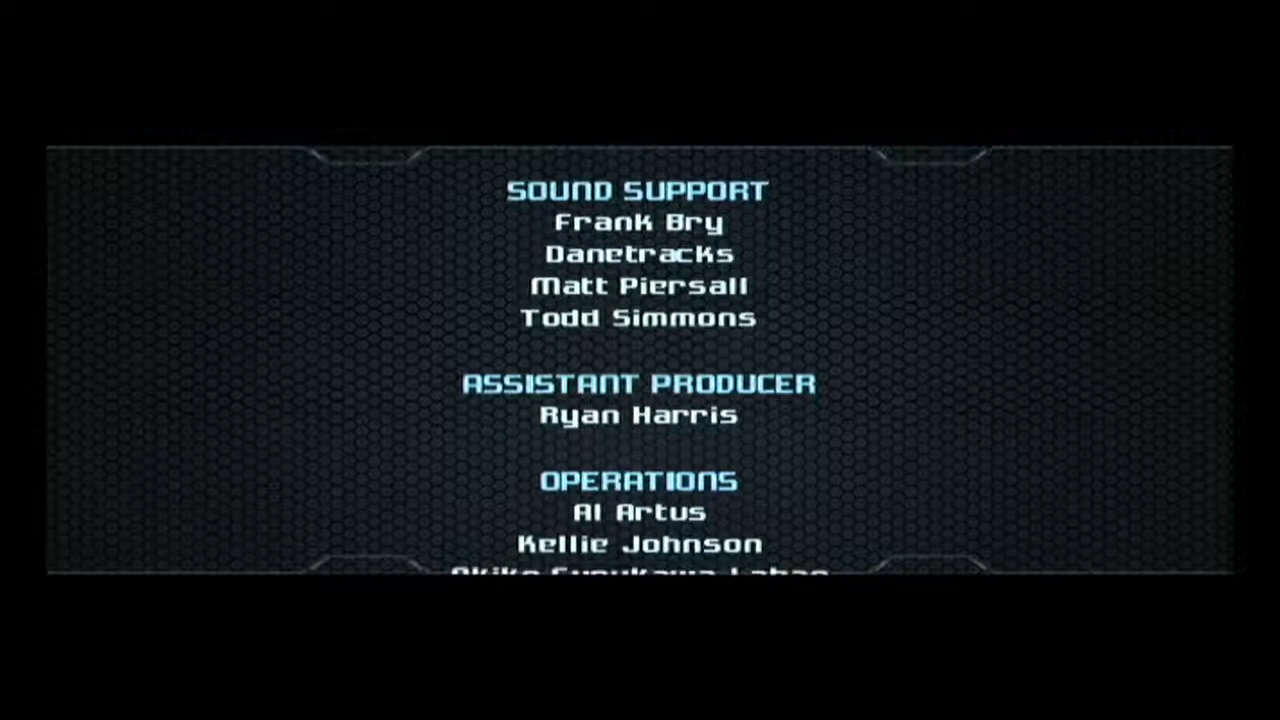 SOUND SUPPORT
Frank Bry
Danetracks
Matt Piersall
Todd Simmons
ASSISTANT PRODUCER
Ryan Harris
OPERATIONS
Al Artus
Kellie Johnson